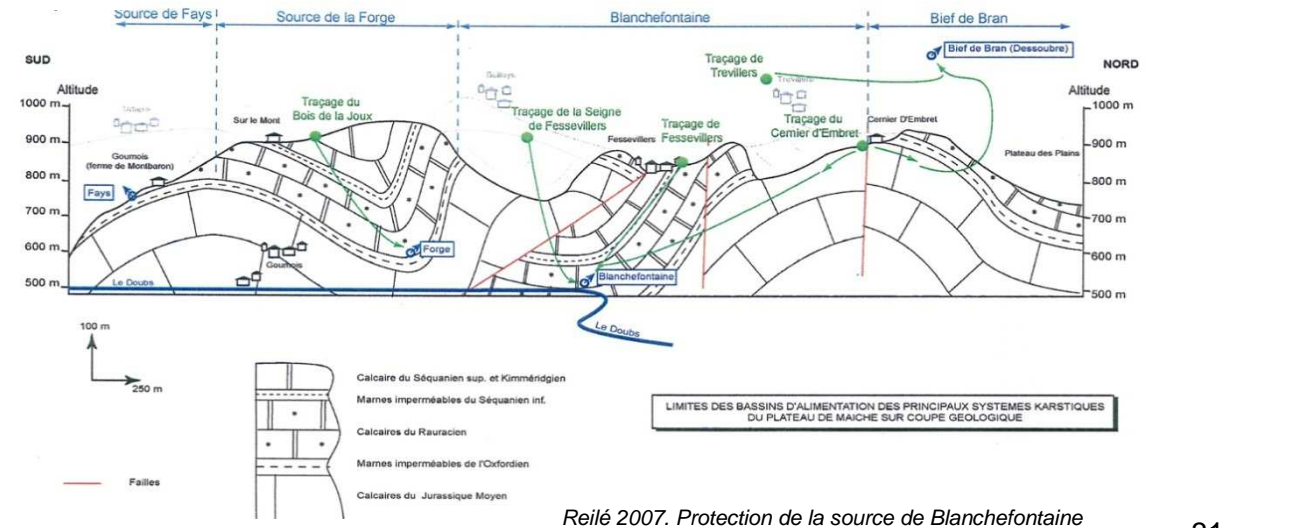 Source de Fays
Source de la Forge
Blanchefontaine
Bief de Bran
SUD
NORD
Bief de Bran (Dessoubre)
Traçage de
Trevillers
Altitude
Altitude
1000 m
900 m
800 m
700 m
600 m
500 m
1000 m
900 m
800 m
700 m
600 m
500 m
Sur le Mont
Traçage du
Bois de la Joux
Traçage de la Seigne
de Fessevillers
Traçage de
Fessevillers
Traçage du
Cernier d'Embret
Cernier D'Embret
Fessevillers
Goumois
(ferme de Montbaron)
Plateau des Plains
Fays
Forge
Goumois
Blanchefontaine
Le Doubs
Le Doubs
100 m
250 m
Calcaire du Séquanien sup. et Kimméridgien
Marnes imperméables du Séquanien inf.
Calcaires du Rauracien
Marnes imperméables de l'Oxfordien
Calcaires du Jurassique Moyen
Failles
LIMITES DES BASSINS D'ALIMENTATION DES PRINCIPAUX SYSTEMES KARSTIQUES
DU PLATEAU DE MAICHE SUR COUPE GEOLOGIQUE
Reilé 2007. Protection de la source de Blanchefontaine